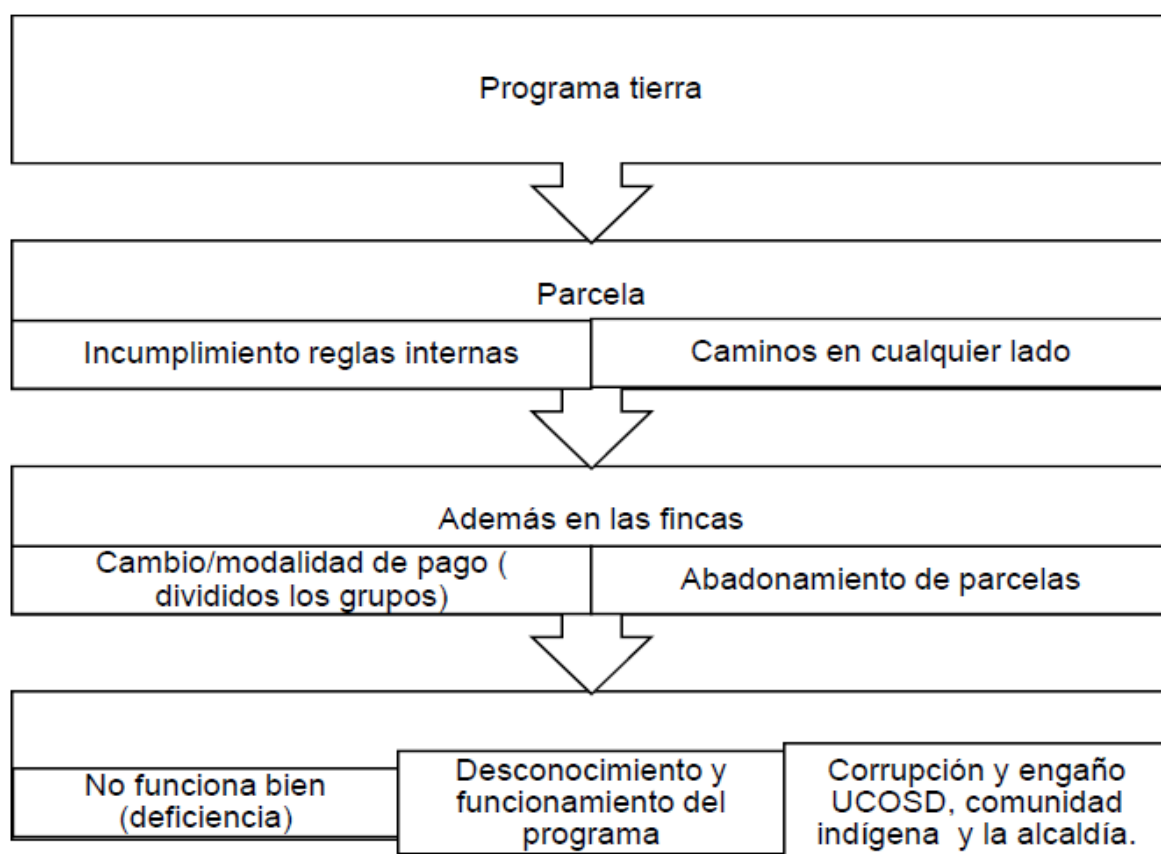 Programa tierra
Parcela
Incumplimiento reglas internas
Caminos en cualquier lado
Además en las fincas
Cambio/modalidad de pago (
divididos los grupos)
Abadonamiento de parcelas
No funciona bien
(deficiencia)
Desconocimiento y
funcionamiento del
programa
Corrupción y engaño
UCOSD, comunidad
indígena y la alcaldía.